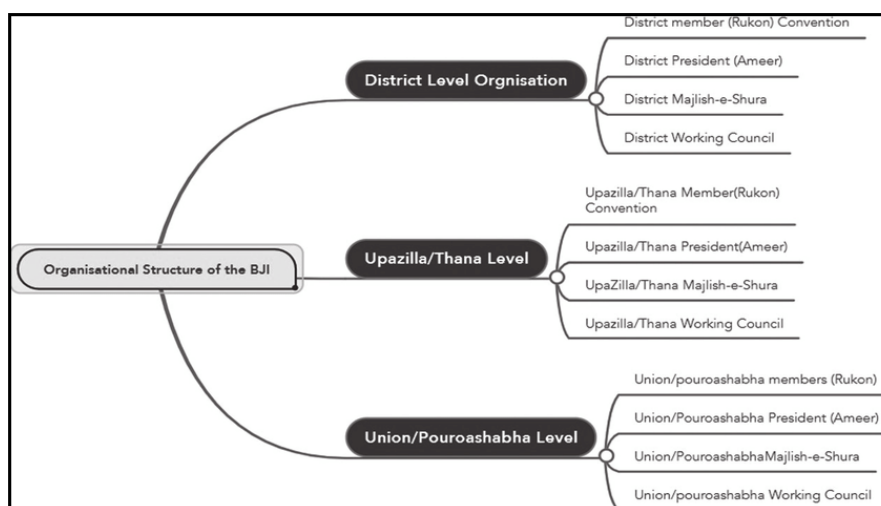 District member (Rukon) Convention
District Level Orgnisation
District President (Ameer)
District Majlish-e-Shura
District Working Council
Organisational Structure of the BJI
Upazilla/Thana Member(Rukon)
Convention
Upazilla/Thana Level
Upazilla/Thana President(Ameer)
UpaZilla/Thana Majlish-e-Shura
Upazilla/Thana Working Council
Union/pouroashabha members (Rukon)
Union/Pouroashabha Level
Union/Pouroashabha President (Ameer)
Union/PouroashabhaMajlish-e-Shura
Union/pouroashabha Working Council